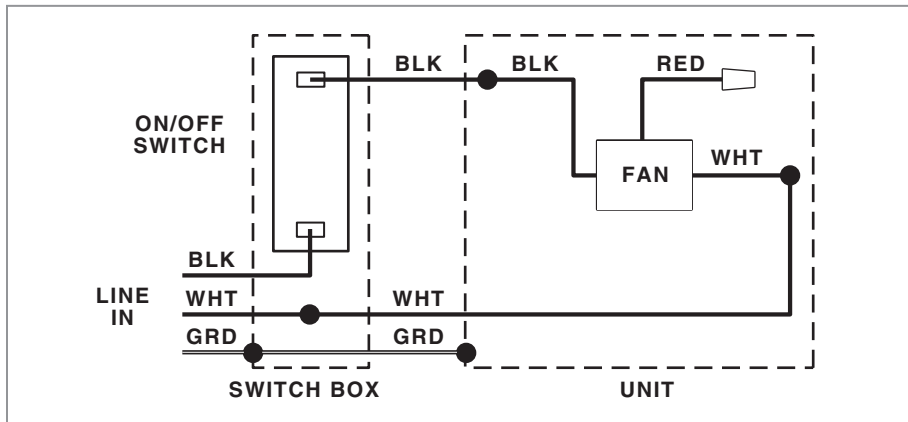 BLK
BLK
RED
ON/OFF
SWITCH
FAN
WHT
BLK
LINE
IN
WHT
WHT
GRD
GRD
SWITCH BOX
UNIT